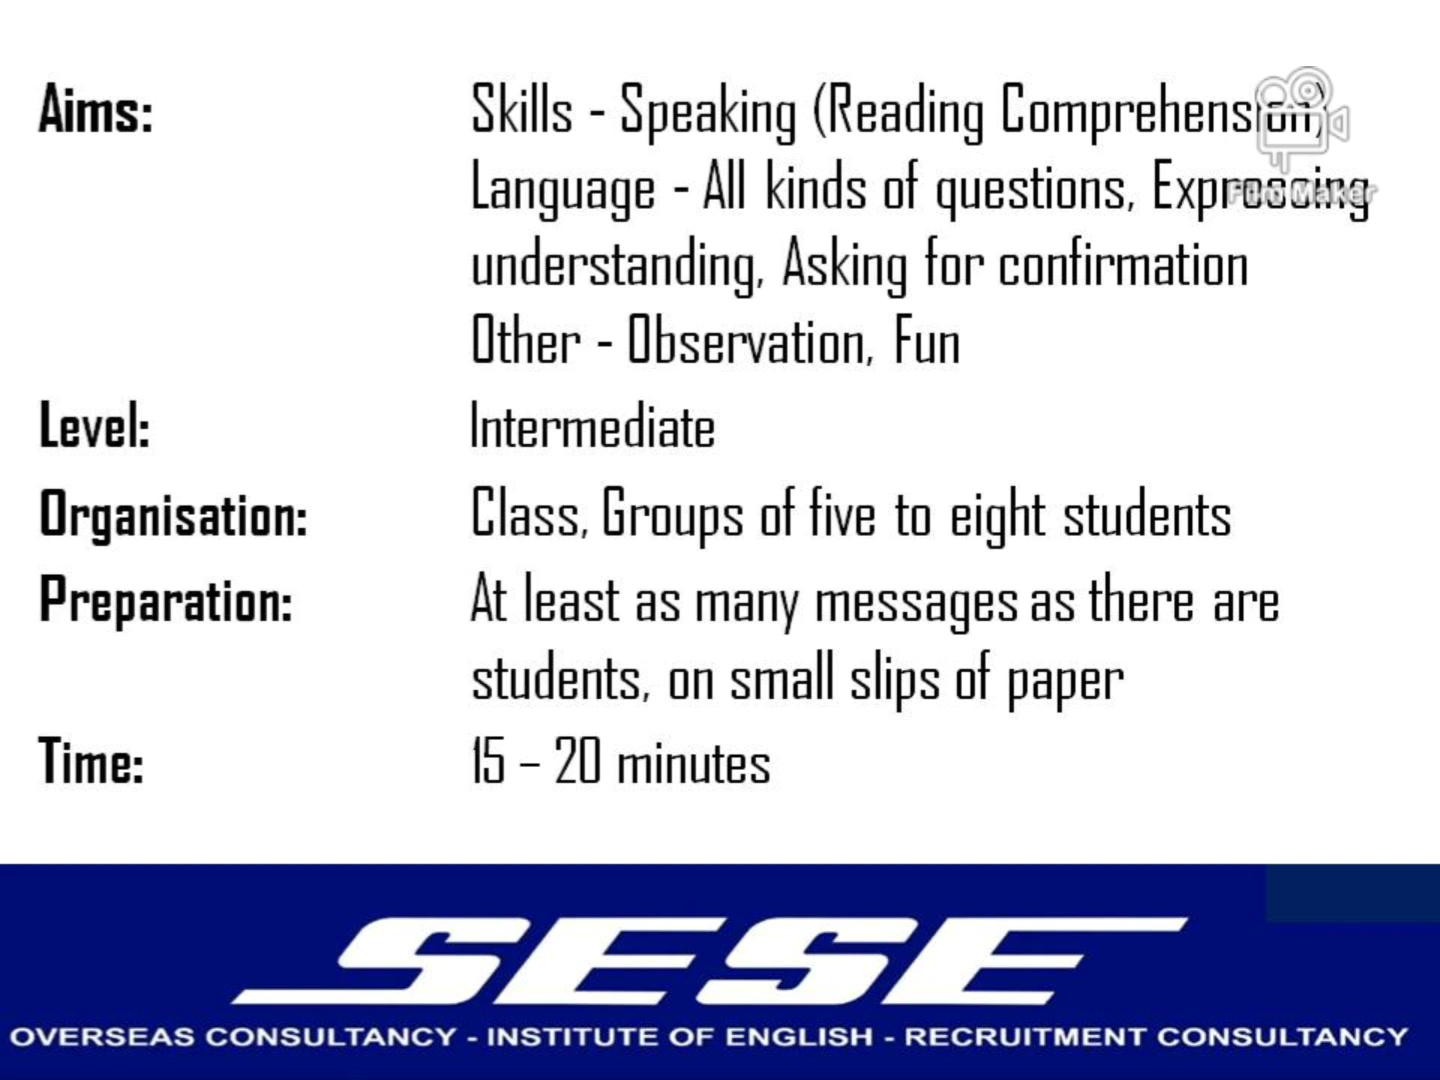 Aims: Skills - Speaking (Reading Comprehension)
Language - All kinds of questions, Expressing
understanding, Asking for confirmation
Other - Observation, Fun
Level: Intermediate
Organisation: Class, Groups of five to eight students
Preparation: At least as many messages as there are
students, on small slips of paper
Time: 15 – 20 minutes
Film Maker
SESE
OVERSEAS CONSULTANCY - INSTITUTE OF ENGLISH - RECRUITMENT CONSULTANCY